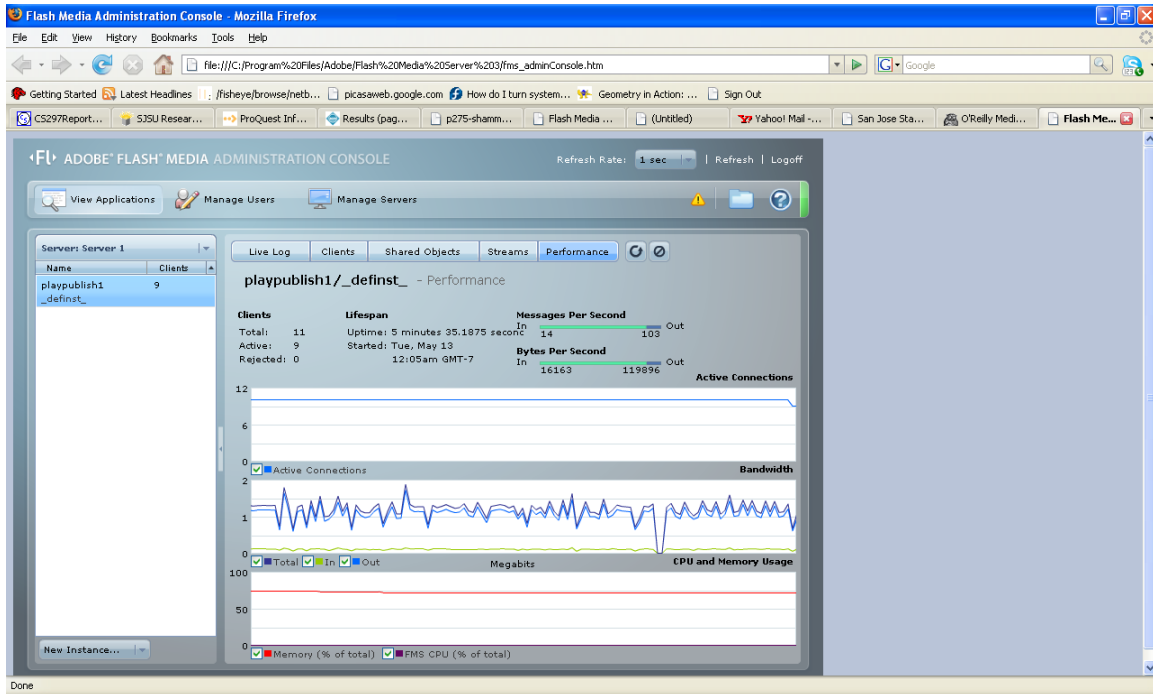 Flash Media Administration Console - Mozilla Firefox
File Edit View History Bookmarks Tools Help
file:///C:/Program%20Files/Adobe/Flash%20Media%20Server%203/fms_adminConsole.htm
G Google
Getting Started Latest Headlines /fisheye/browse/netb... picasaweb.google.com How do I turn system... Geometry in Action: ... Sign Out
CS297Report... SJSU Resear... ProQuest Inf... Results (pag... p275-shamm... Flash Media ... (Untitled) Yahoo! Mail -... San Jose Sta... O'Reilly Medi... Flash Me...
Fl ADOBE® FLASH® MEDIA ADMINISTRATION CONSOLE Refresh Rate: 1 sec | Refresh | Logoff
View Applications Manage Users Manage Servers
Server: Server 1
Name Clients
playpublish1 9
_definst_
New Instance...
Live Log Clients Shared Objects Streams Performance
playpublish1/_definst_ - Performance
Clients
Total: 11
Active: 9
Rejected: 0
Lifespan
Uptime: 5 minutes 35.1875 seconc
Started: Tue, May 13
12:05am GMT-7
Messages Per Second
In Out
14 103
Bytes Per Second
In Out
16163 119896
Active Connections
12
6
0
Active Connections
Bandwidth
2
1
0
Total In Out Megabits
CPU and Memory Usage
100
50
0
Memory (% of total) FMS CPU (% of total)
Done